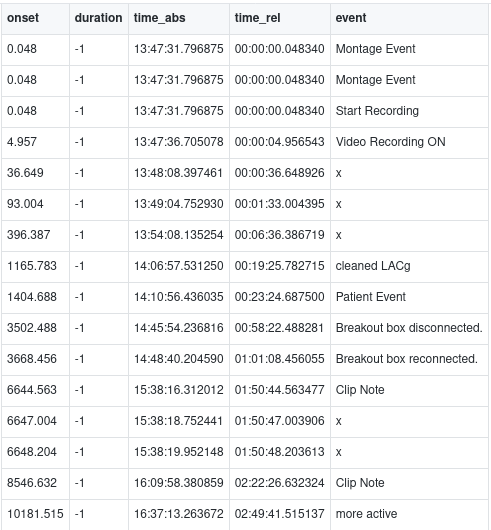 onset duration time_abs time_rel event
0.048 -1 13:47:31.796875 00:00:00.048340 Montage Event
0.048 -1 13:47:31.796875 00:00:00.048340 Montage Event
0.048 -1 13:47:31.796875 00:00:00.048340 Start Recording
4.957 -1 13:47:36.705078 00:00:04.956543 Video Recording ON
36.649 -1 13:48:08.397461 00:00:36.648926 x
93.004 -1 13:49:04.752930 00:01:33.004395 x
396.387 -1 13:54:08.135254 00:06:36.386719 x
1165.783 -1 14:06:57.531250 00:19:25.782715 cleaned LACg
1404.688 -1 14:10:56.436035 00:23:24.687500 Patient Event
3502.488 -1 14:45:54.236816 00:58:22.488281 Breakout box disconnected.
3668.456 -1 14:48:40.204590 01:01:08.456055 Breakout box reconnected.
6644.563 -1 15:38:16.312012 01:50:44.563477 Clip Note
6647.004 -1 15:38:18.752441 01:50:47.003906 x
6648.204 -1 15:38:19.952148 01:50:48.203613 x
8546.632 -1 16:09:58.380859 02:22:26.632324 Clip Note
10181.515 -1 16:37:13.263672 02:49:41.515137 more active